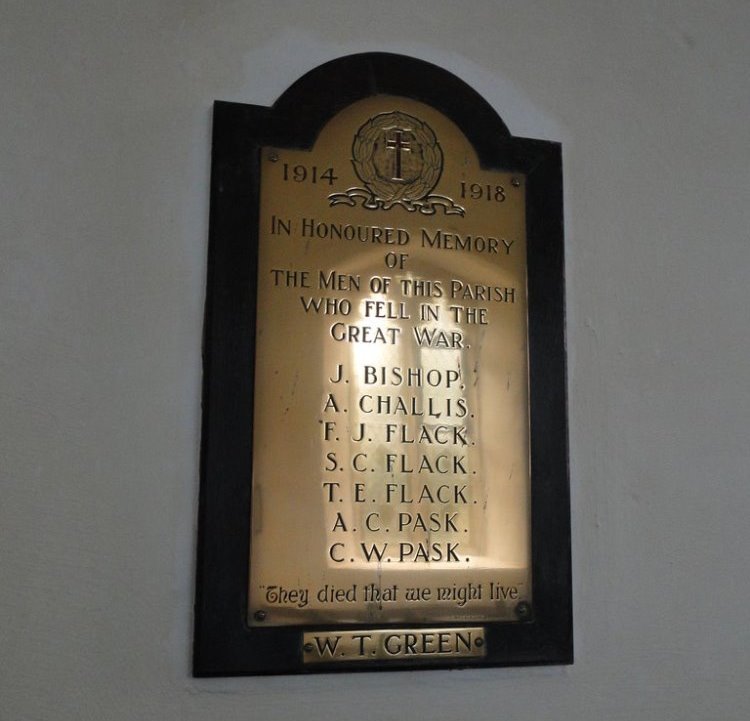 1914 1918
IN HONOURED MEMORY
OF
THE MEN OF THIS PARISH
WHO FELL IN THE
GREAT WAR.
J. BISHOP.
A. CHALLIS.
F. J. FLACK.
S. C. FLACK.
T. E. FLACK.
A. C. PASK.
C. W. PASK.
"They died that we might live."
W. T. GREEN